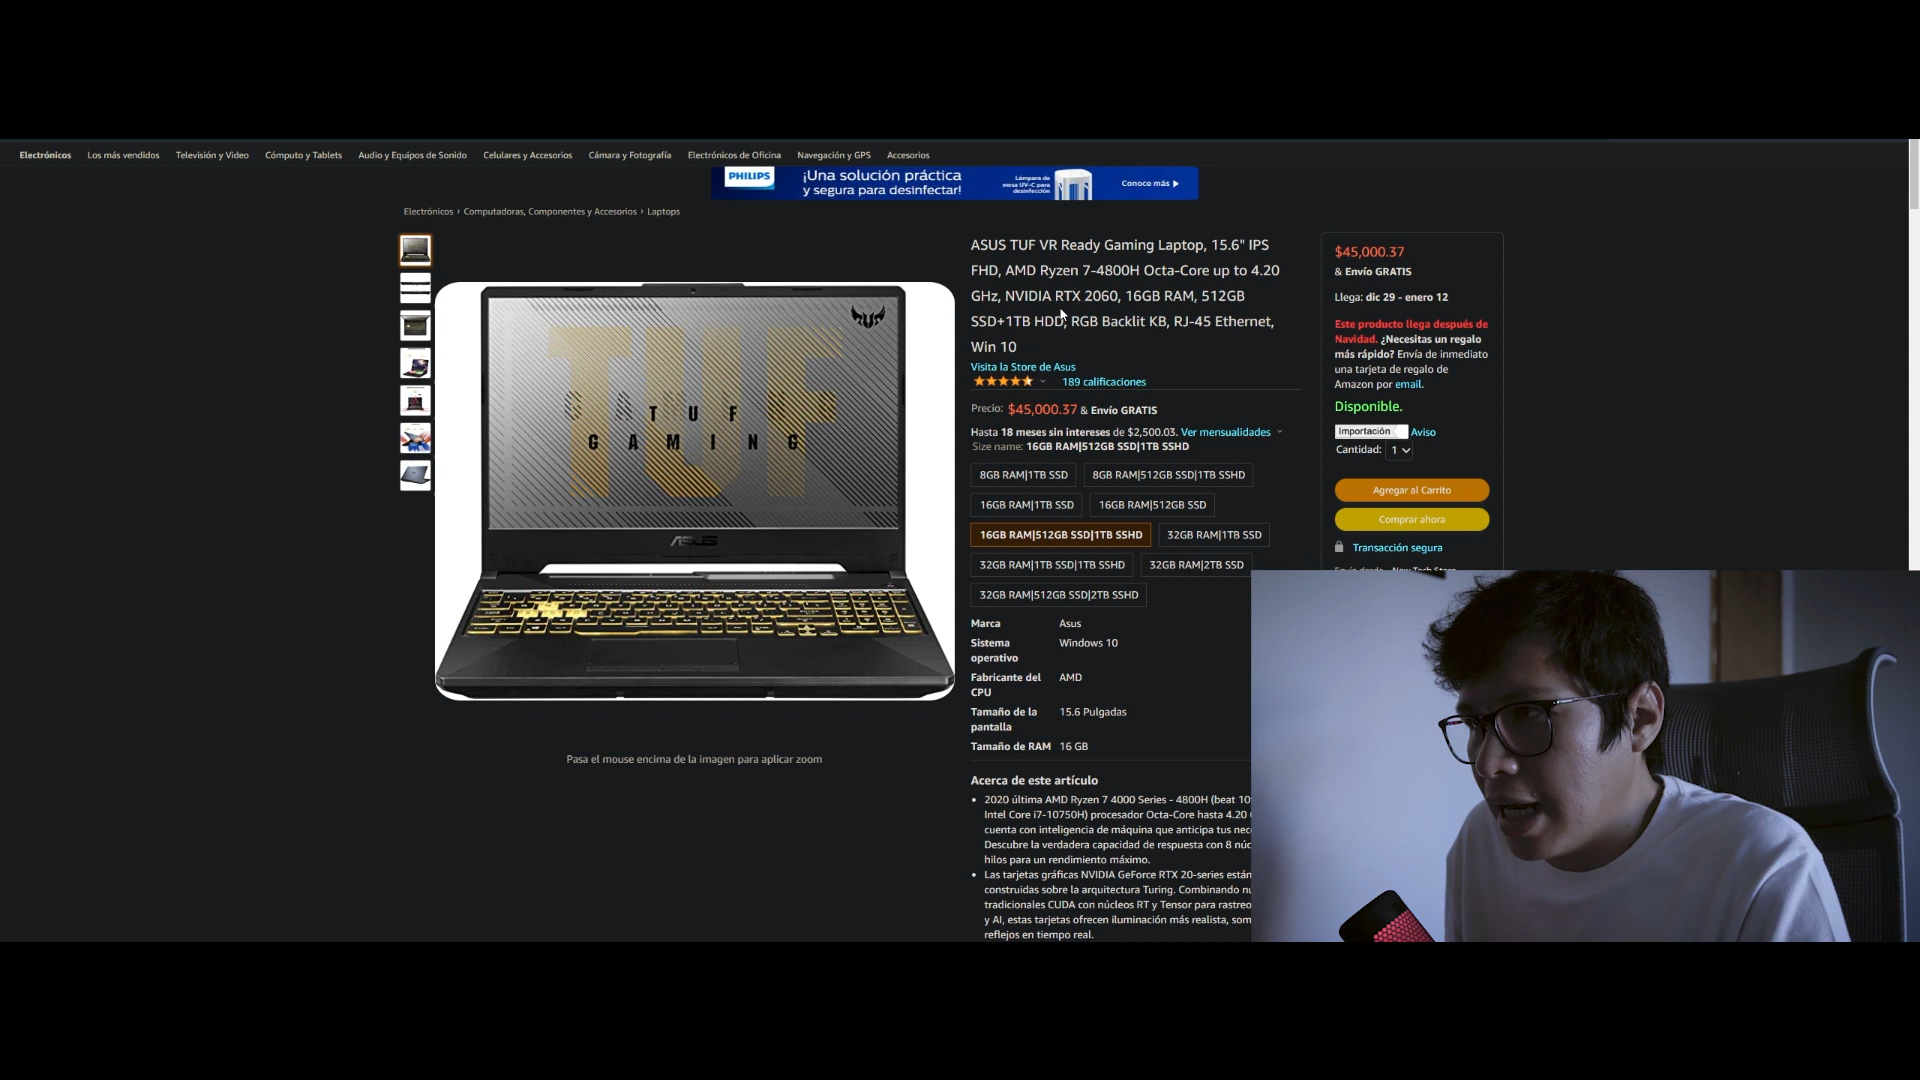 Electrónicos Los más vendidos Televisión y Video Cómputo y Tablets Audio y Equipos de Sonido Celulares y Accesorios Cámara y Fotografía Electrónicos de Oficina Navegación y GPS Accesorios
PHILIPS
¡Una solución práctica
y segura para desinfectar!
Lámpara de
mesa UV-C para
desinfección
Conoce más
Electrónicos › Computadoras, Componentes y Accesorios › Laptops
TUF
TUF
GAMING
ASUS
Pasa el mouse encima de la imagen para aplicar zoom
ASUS TUF VR Ready Gaming Laptop, 15.6" IPS
FHD, AMD Ryzen 7-4800H Octa-Core up to 4.20
GHz, NVIDIA RTX 2060, 16GB RAM, 512GB
SSD+1TB HDD, RGB Backlit KB, RJ-45 Ethernet,
Win 10
Visita la Store de Asus
189 calificaciones
Precio: $45,000.37 & Envío GRATIS
Hasta 18 meses sin intereses de $2,500.03. Ver mensualidades
Size name: 16GB RAM|512GB SSD|1TB SSHD
8GB RAM|1TB SSD 8GB RAM|512GB SSD|1TB SSHD
16GB RAM|1TB SSD 16GB RAM|512GB SSD
16GB RAM|512GB SSD|1TB SSHD 32GB RAM|1TB SSD
32GB RAM|1TB SSD|1TB SSHD 32GB RAM|2TB SSD
32GB RAM|512GB SSD|2TB SSHD
Marca Asus
Sistema Windows 10
operativo
Fabricante del AMD
CPU
Tamaño de la 15.6 Pulgadas
pantalla
Tamaño de RAM 16 GB
Acerca de este artículo
• 2020 última AMD Ryzen 7 4000 Series - 4800H (beat
Intel Core i7-10750H) procesador Octa-Core hasta 4.20
cuenta con inteligencia de máquina que anticipa tus
Descubre la verdadera capacidad de respuesta con 8
hilos para un rendimiento máximo.
• Las tarjetas gráficas NVIDIA GeForce RTX 20-series están
construidas sobre la arquitectura Turing. Combinando
tradicionales CUDA con núcleos RT y Tensor para
y AI, estas tarjetas ofrecen iluminación más realista,
reflejos en tiempo real.
$45,000.37
& Envío GRATIS
Llega: dic 29 - enero 12
Este producto llega después de
Navidad. ¿Necesitas un regalo
más rápido? Envía de inmediato
una tarjeta de regalo de
Amazon por email.
Disponible.
Importación Aviso
Cantidad: 1
Agregar al Carrito
Comprar ahora
Transacción segura